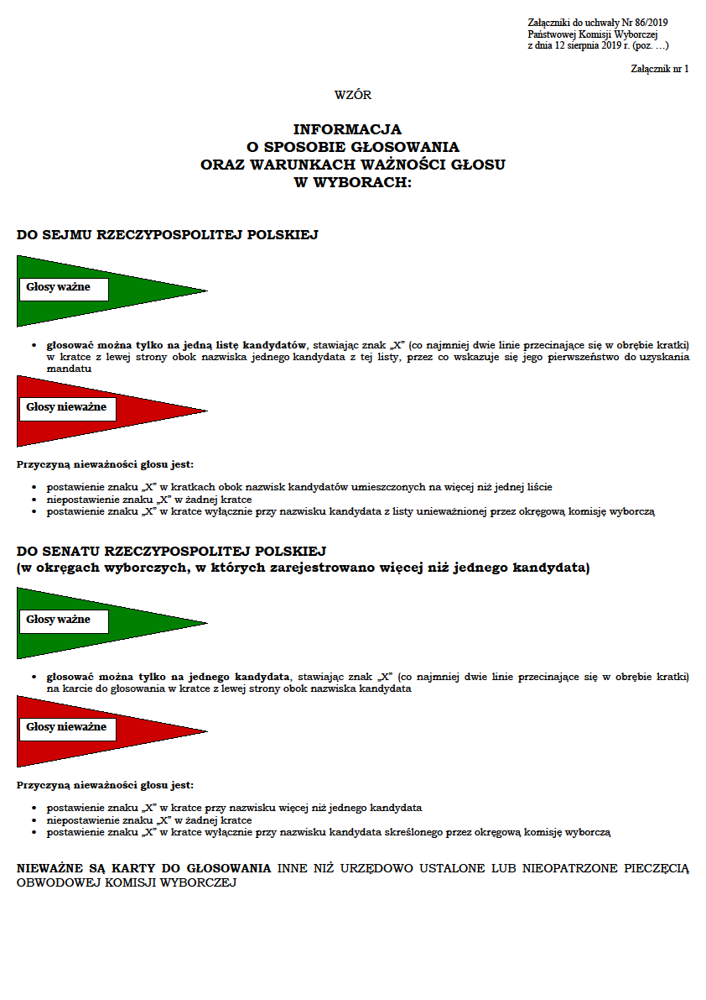 Załączniki do uchwały Nr 86/2019
Państwowej Komisji Wyborczej
z dnia 12 sierpnia 2019 r. (poz. …)
Załącznik nr 1
WZÓR
INFORMACJA
O SPOSOBIE GŁOSOWANIA
ORAZ WARUNKACH WAŻNOŚCI GŁOSU
W WYBORACH:
DO SEJMU RZECZYPOSPOLITEJ POLSKIEJ
Głosy ważne
• głosować można tylko na jedną listę kandydatów, stawiając znak „X” (co najmniej dwie linie przecinające się w obrębie kratki)
w kratce z lewej strony obok nazwiska jednego kandydata z tej listy, przez co wskazuje się jego pierwszeństwo do uzyskania
mandatu
Głosy nieważne
Przyczyną nieważności głosu jest:
• postawienie znaku „X” w kratkach obok nazwisk kandydatów umieszczonych na więcej niż jednej liście
• niepostawienie znaku „X” w żadnej kratce
• postawienie znaku „X” w kratce wyłącznie przy nazwisku kandydata z listy unieważnionej przez okręgową komisję wyborczą
DO SENATU RZECZYPOSPOLITEJ POLSKIEJ
(w okręgach wyborczych, w których zarejestrowano więcej niż jednego kandydata)
Głosy ważne
• głosować można tylko na jednego kandydata, stawiając znak „X” (co najmniej dwie linie przecinające się w obrębie kratki)
na karcie do głosowania w kratce z lewej strony obok nazwiska kandydata
Głosy nieważne
Przyczyną nieważności głosu jest:
• postawienie znaku „X” w kratce przy nazwisku więcej niż jednego kandydata
• niepostawienie znaku „X” w żadnej kratce
• postawienie znaku „X” w kratce wyłącznie przy nazwisku kandydata skreślonego przez okręgową komisję wyborczą
NIEWAŻNE SĄ KARTY DO GŁOSOWANIA INNE NIŻ URZĘDOWO USTALONE LUB NIEOPATRZONE PIECZĘCIĄ
OBWODOWEJ KOMISJI WYBORCZEJ